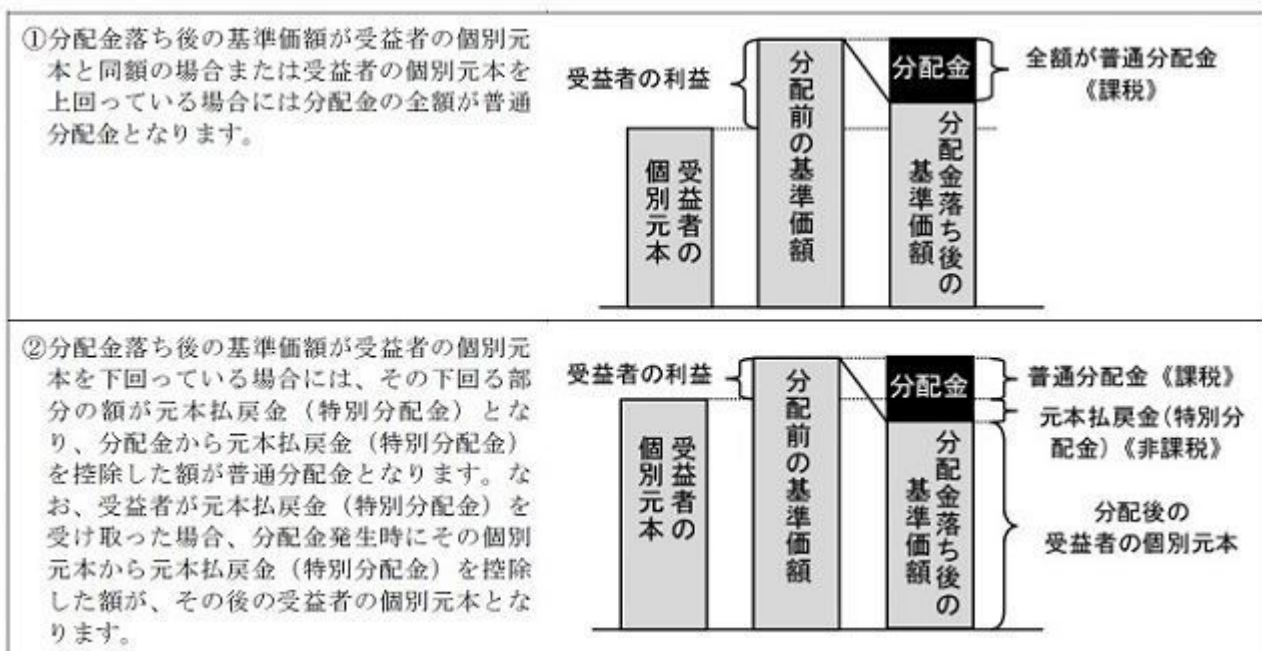 ①分配金落ち後の基準価額が受益者の個別元
本と同額の場合または受益者の個別元本を
上回っている場合には分配金の全額が普通
分配金となります。
受益者の利益
受益者の
個別元本
分配前の基準価額
分配金
分配金落ち後の
基準価額
全額が普通分配金
《課税》
②分配金落ち後の基準価額が受益者の個別元
本を下回っている場合には、その下回る部
分の額が元本払戻金（特別分配金）とな
り、分配金から元本払戻金（特別分配金）
を控除した額が普通分配金となります。な
お、受益者が元本払戻金（特別分配金）を
受け取った場合、分配金発生時にその個別
元本から元本払戻金（特別分配金）を控除
した額が、その後の受益者の個別元本とな
ります。
受益者の利益
受益者の
個別元本
分配前の基準価額
分配金
分配金落ち後の
基準価額
普通分配金《課税》
元本払戻金(特別分
配金)《非課税》
分配後の
受益者の個別元本